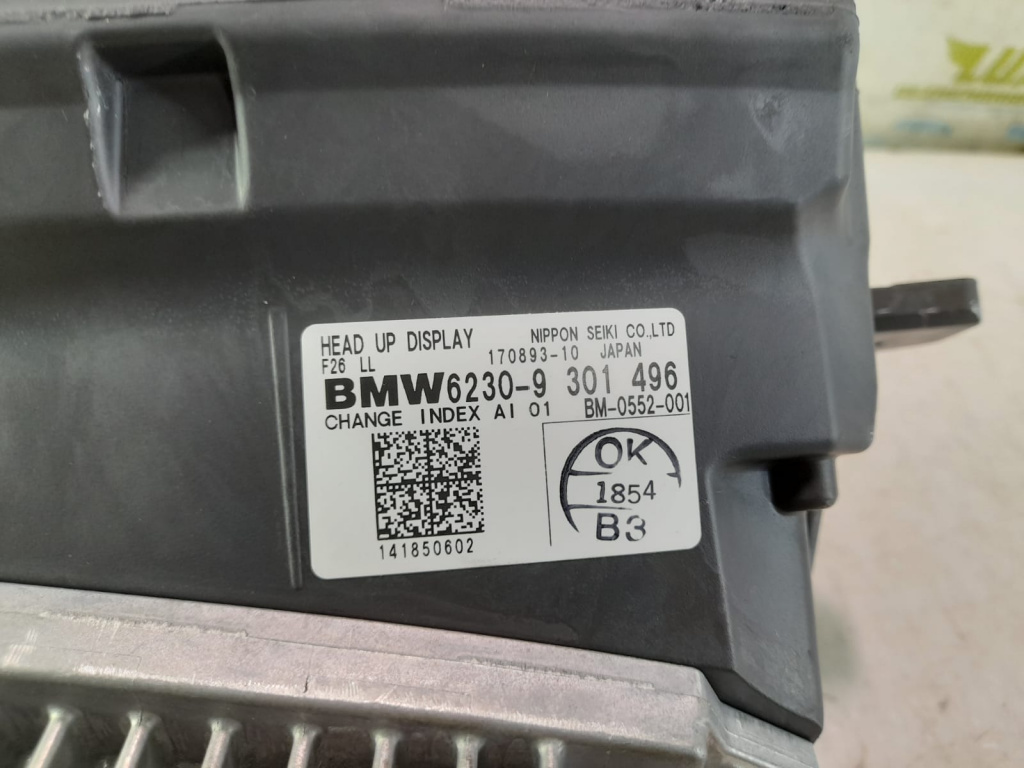 HEAD UP DISPLAY NIPPON SEIKI CO.,LTD
F26 LL 170893-10 JAPAN
BMW 6230-9 301 496
CHANGE INDEX AI 01 BM-0552-001
OK
1854
B3
141850602